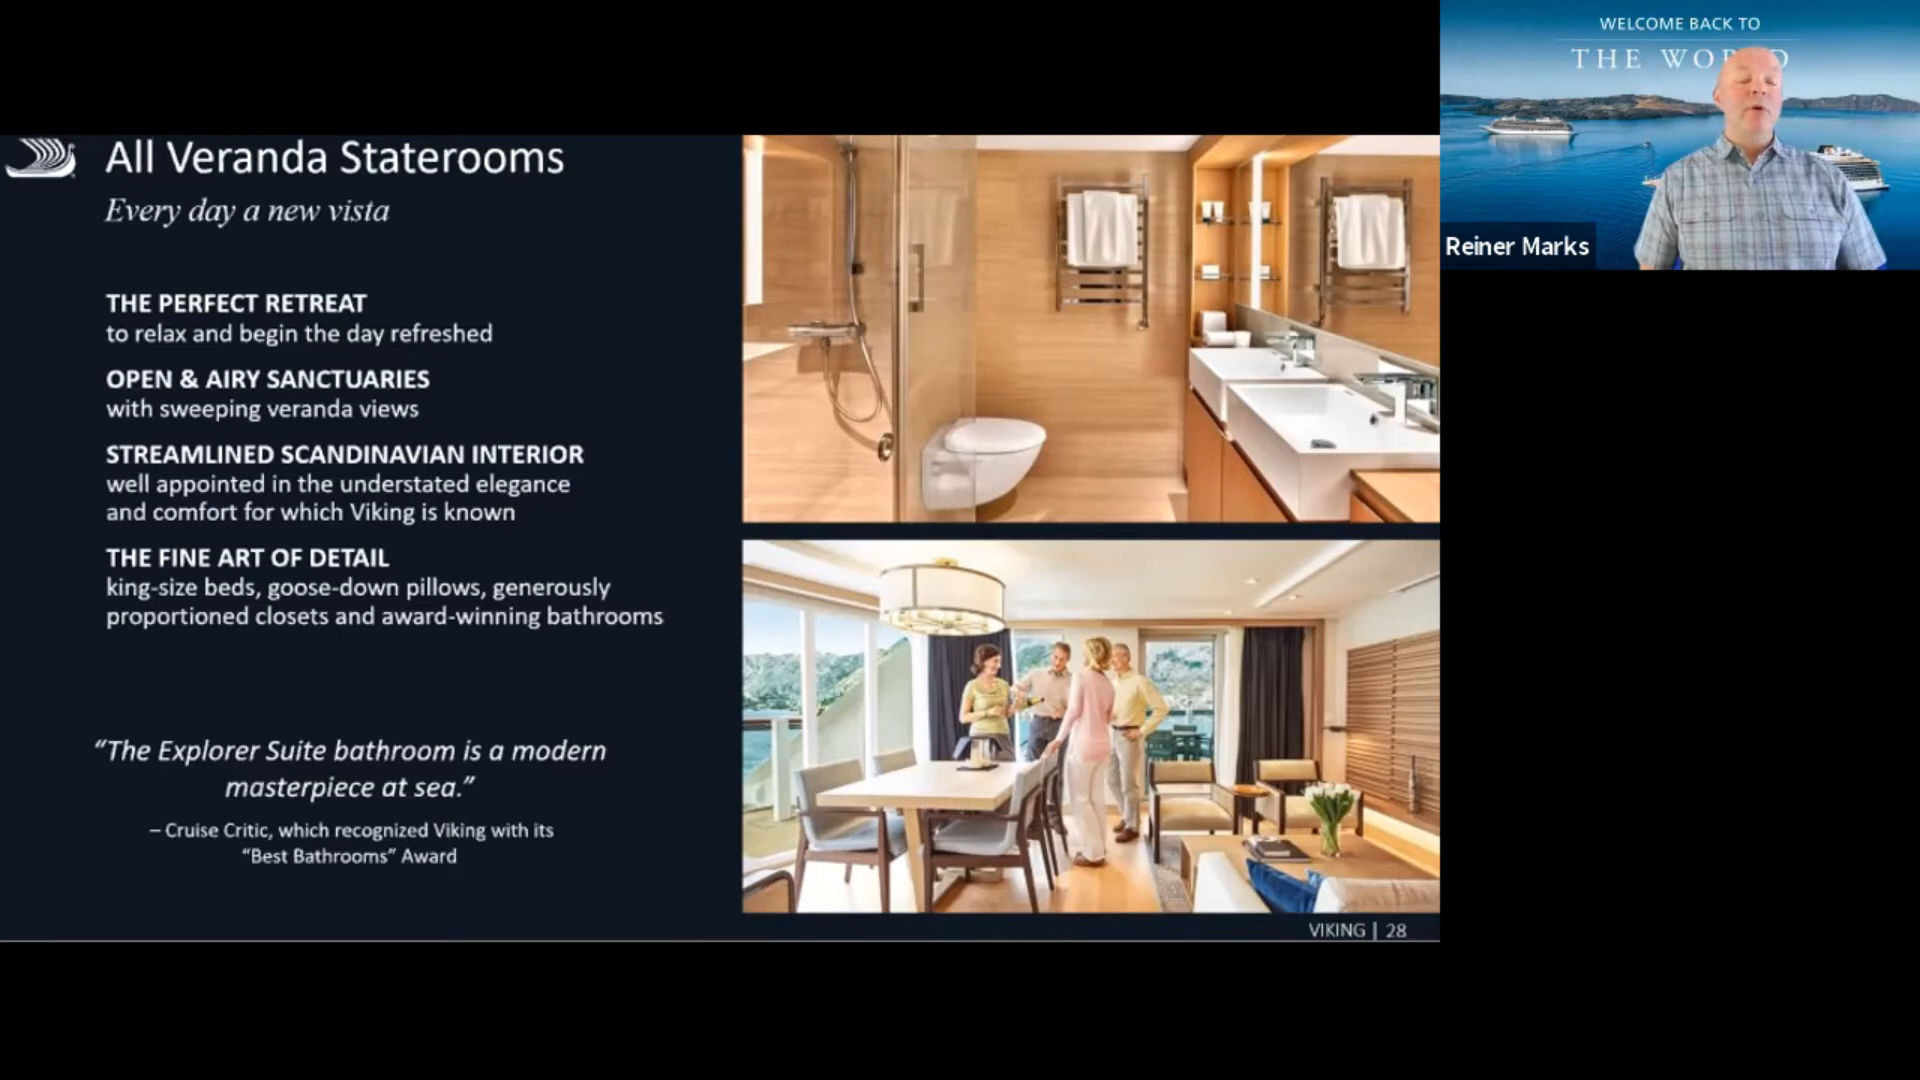 All Veranda Staterooms
Every day a new vista
THE PERFECT RETREAT
to relax and begin the day refreshed
OPEN & AIRY SANCTUARIES
with sweeping veranda views
STREAMLINED SCANDINAVIAN INTERIOR
well appointed in the understated elegance
and comfort for which Viking is known
THE FINE ART OF DETAIL
king-size beds, goose-down pillows, generously
proportioned closets and award-winning bathrooms
“The Explorer Suite bathroom is a modern
masterpiece at sea.”
– Cruise Critic, which recognized Viking with its
“Best Bathrooms” Award
VIKING | 28
WELCOME BACK TO
THE WORLD
Reiner Marks